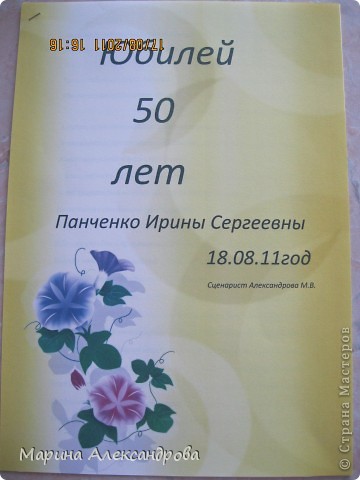 Юбилей
17/08/2011 16:16
50
лет
Панченко Ирины Сергеевны
18.08.11год
Сценарист Александрова М.В.
Марина Александрова
© Страна Мастеров